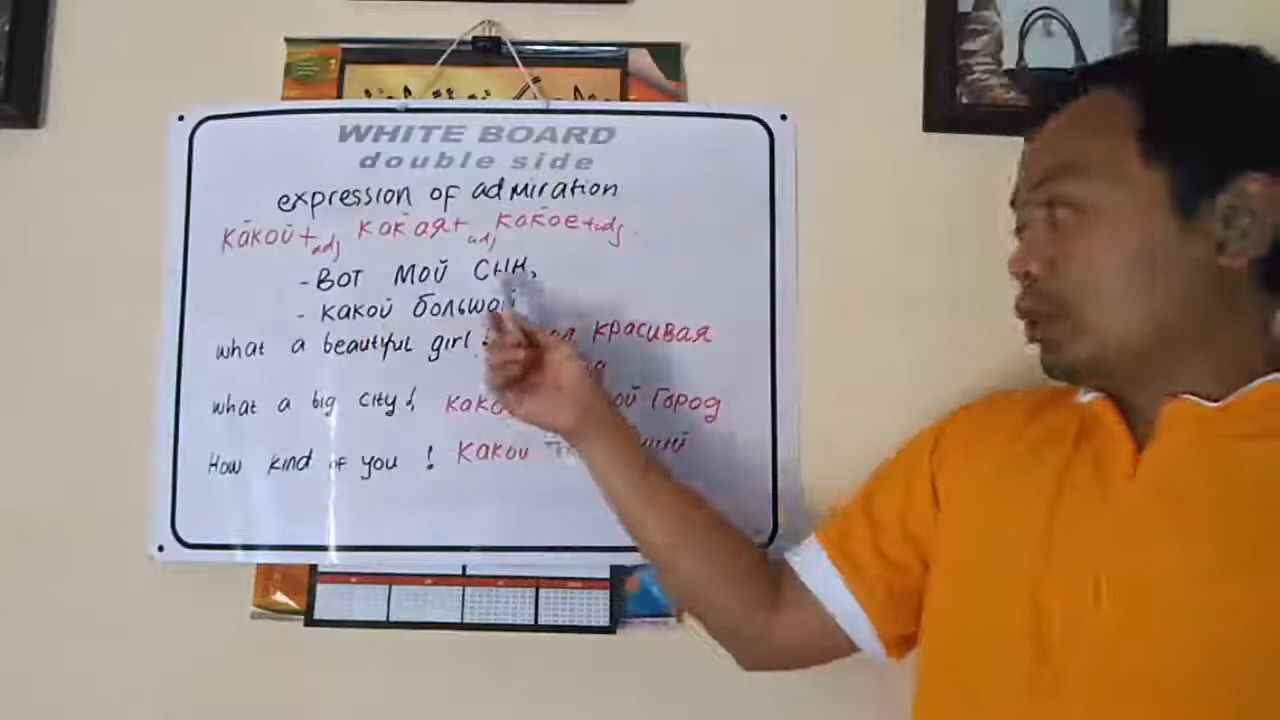 WHITE BOARD
double side
expression of admiration
какой+adj какая+adj какое+adj.
- Вот мой сын,
- какой большой
what a beautiful girl красивая
what a big city! Город
How kind of you ! какой